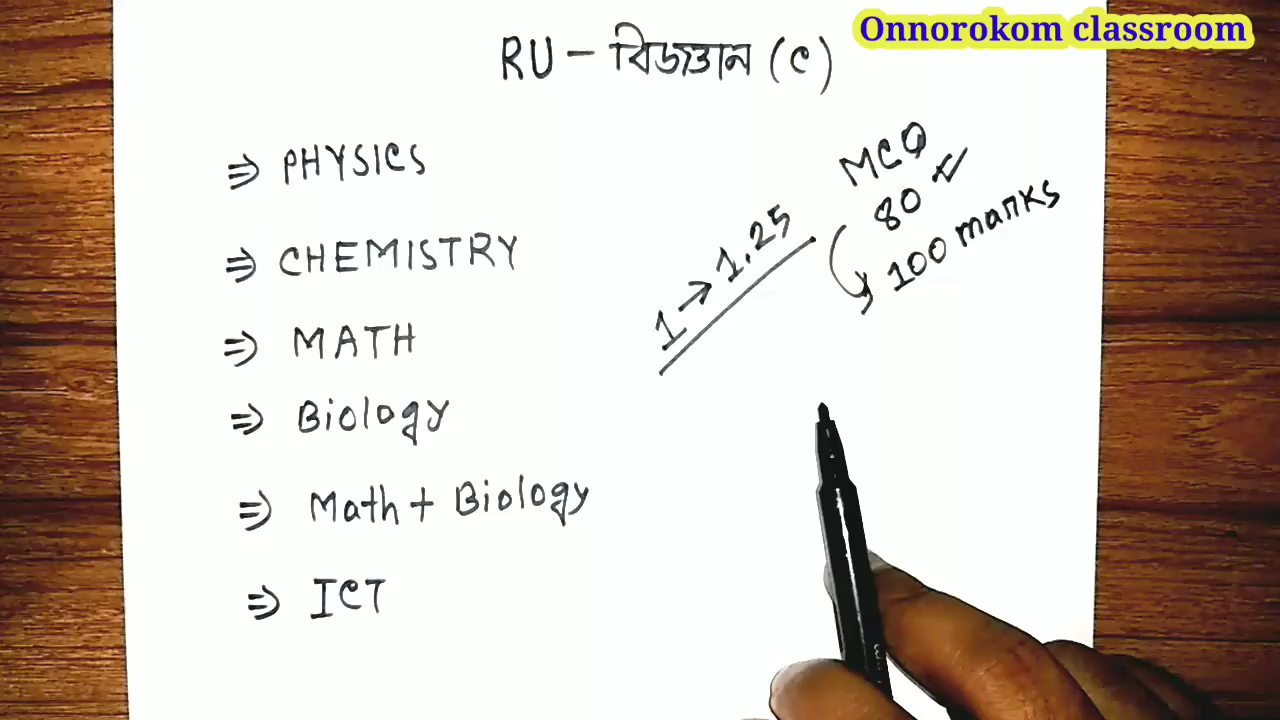 Onnorokom classroom
RU - বিজ্ঞান (C)
⇒ PHYSICS
⇒ CHEMISTRY
⇒ MATH
⇒ Biology
⇒ Math + Biology
⇒ ICT
MCQ
80
100 marks
1 → 1.25